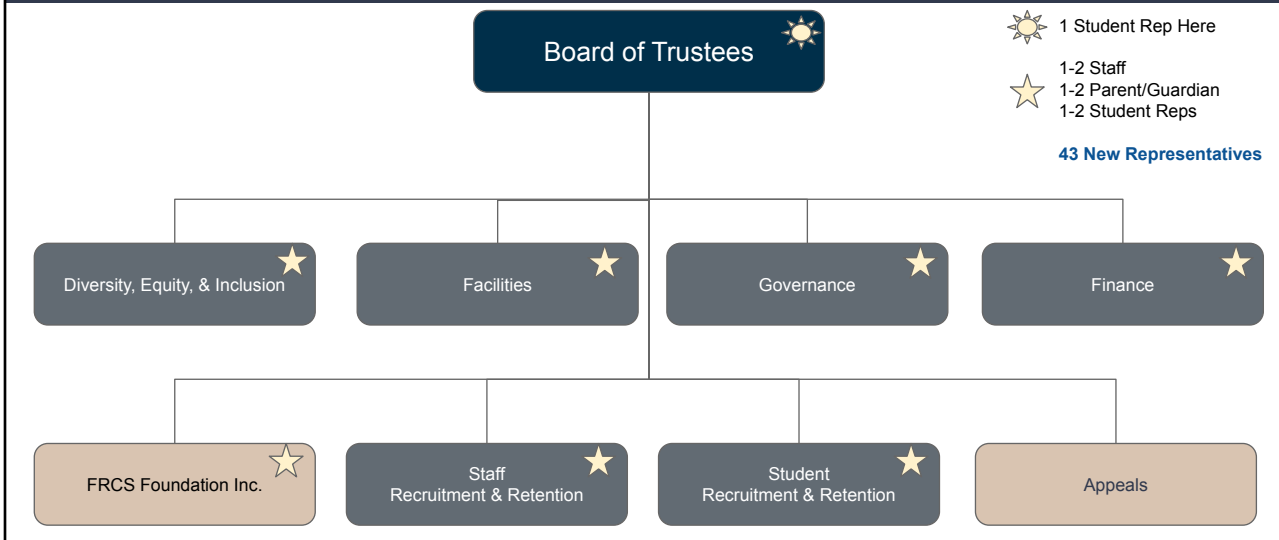 Board of Trustees
1 Student Rep Here
1-2 Staff
1-2 Parent/Guardian
1-2 Student Reps
43 New Representatives
Diversity, Equity, & Inclusion
Facilities
Governance
Finance
FRCS Foundation Inc.
Staff
Recruitment & Retention
Student
Recruitment & Retention
Appeals